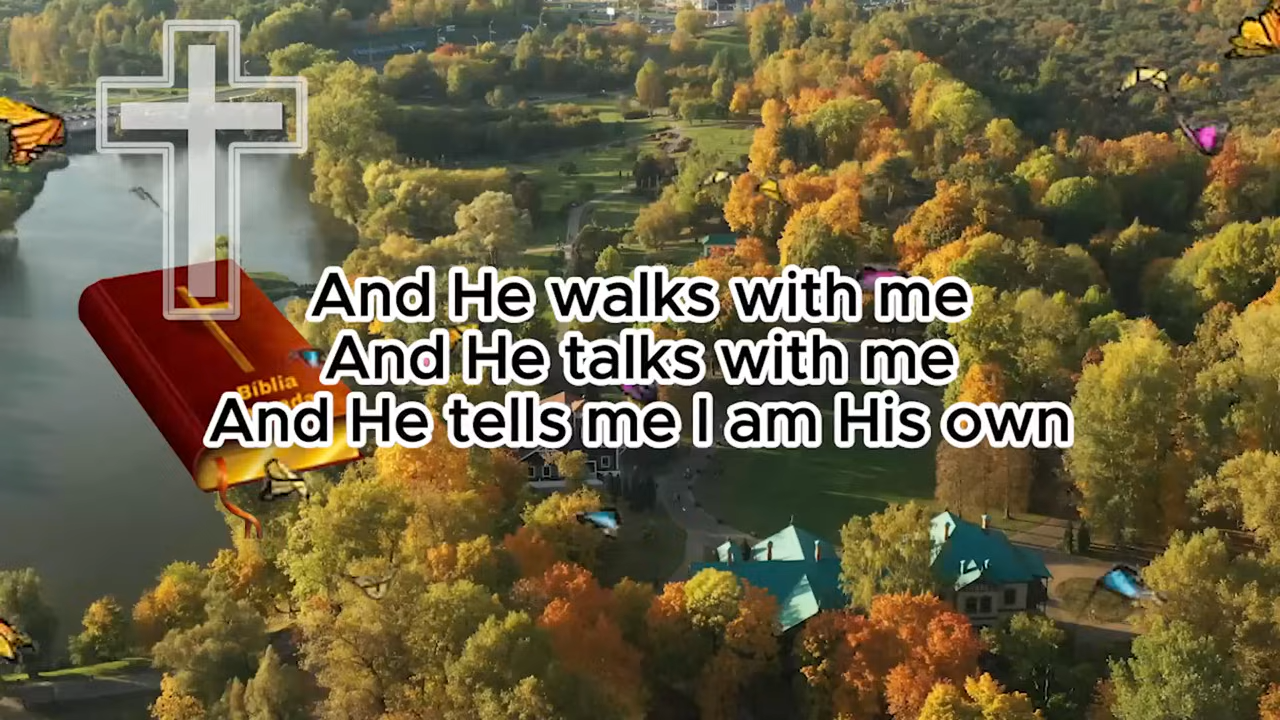 And He walks with me
And He talks with me
And He tells me I am His own
Bíblia